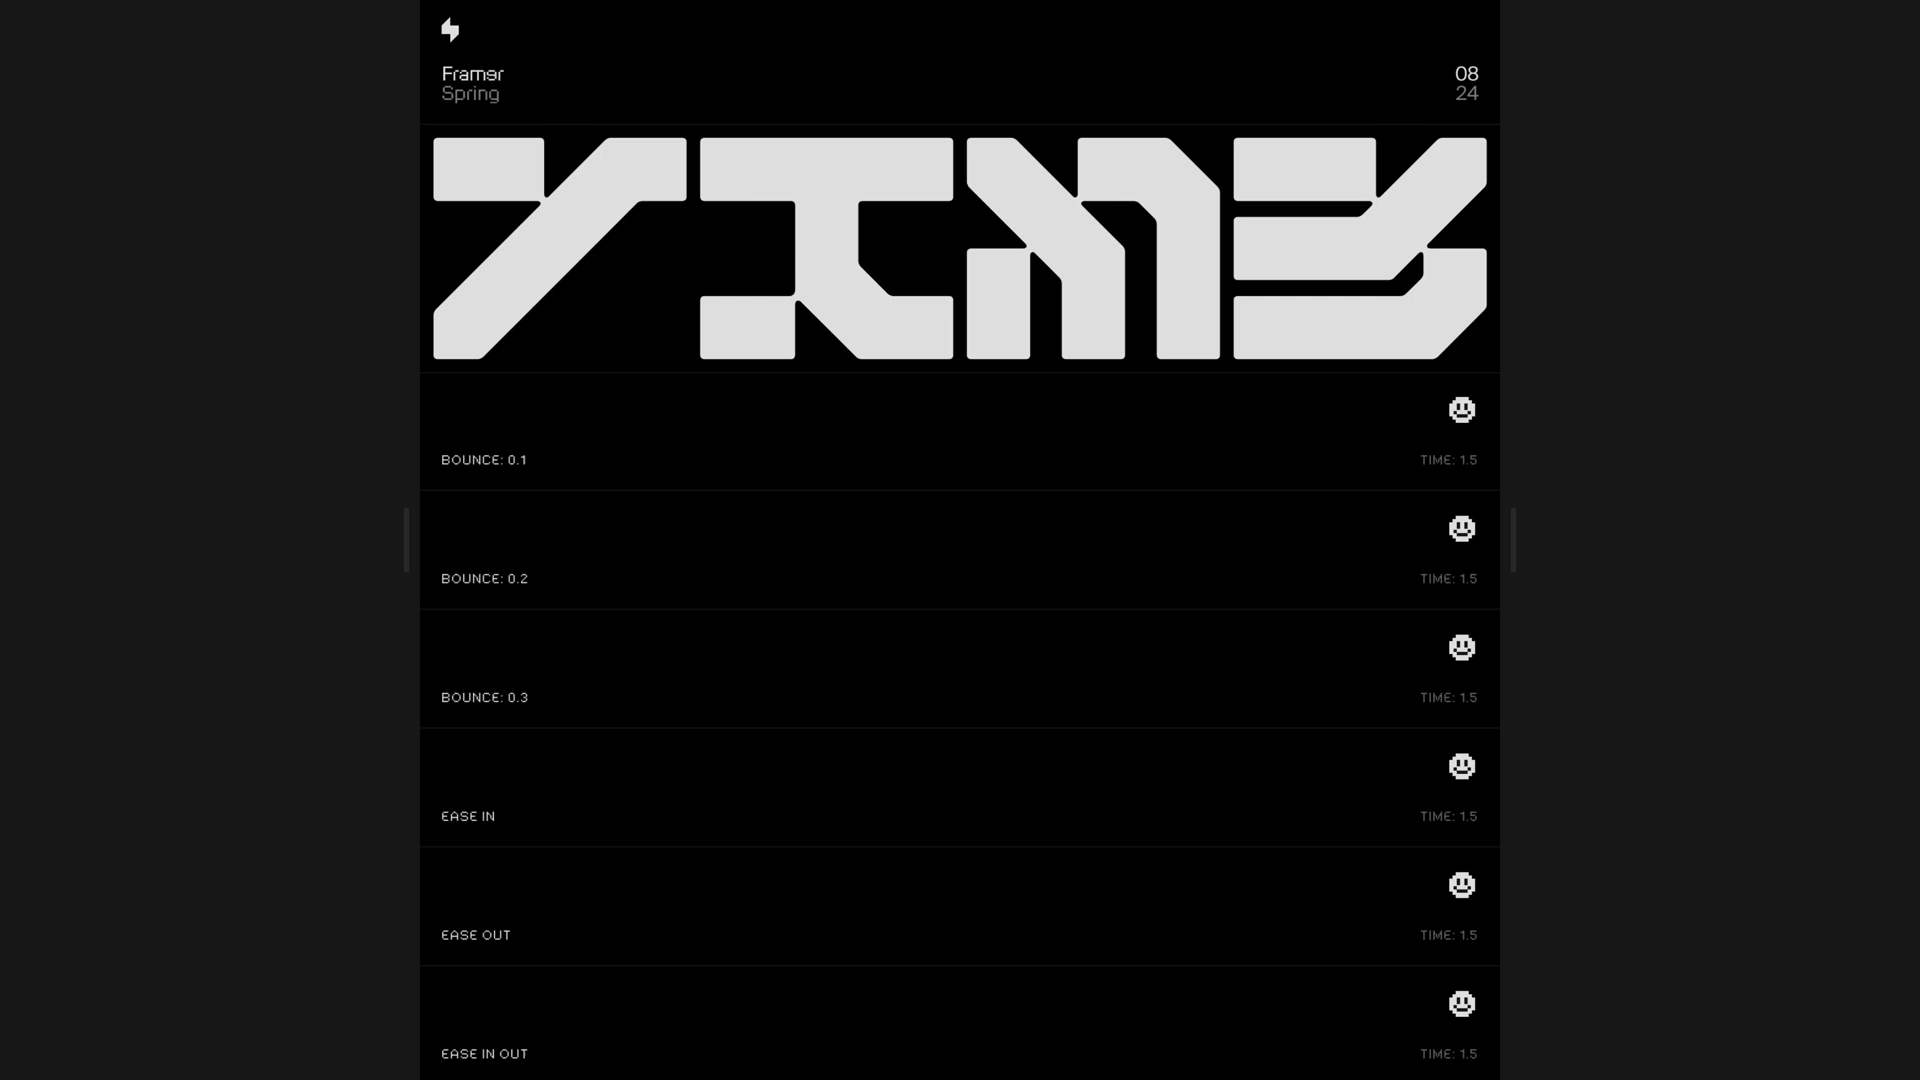 Framer
Spring
08
24
TIME
BOUNCE: 0.1
TIME: 1.5
BOUNCE: 0.2
TIME: 1.5
BOUNCE: 0.3
TIME: 1.5
EASE IN
TIME: 1.5
EASE OUT
TIME: 1.5
EASE IN OUT
TIME: 1.5